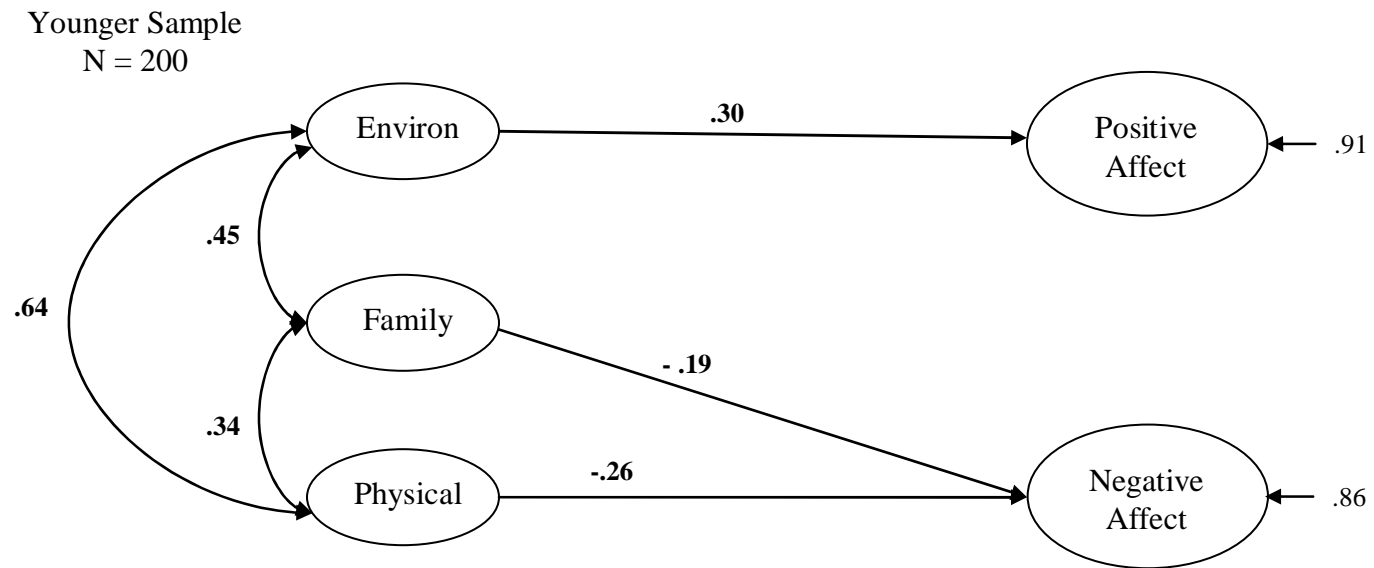 Younger Sample
N = 200
Environ
.30
Positive
Affect
.91
.45
.64
Family
- .19
.34
Physical
-.26
Negative
Affect
.86